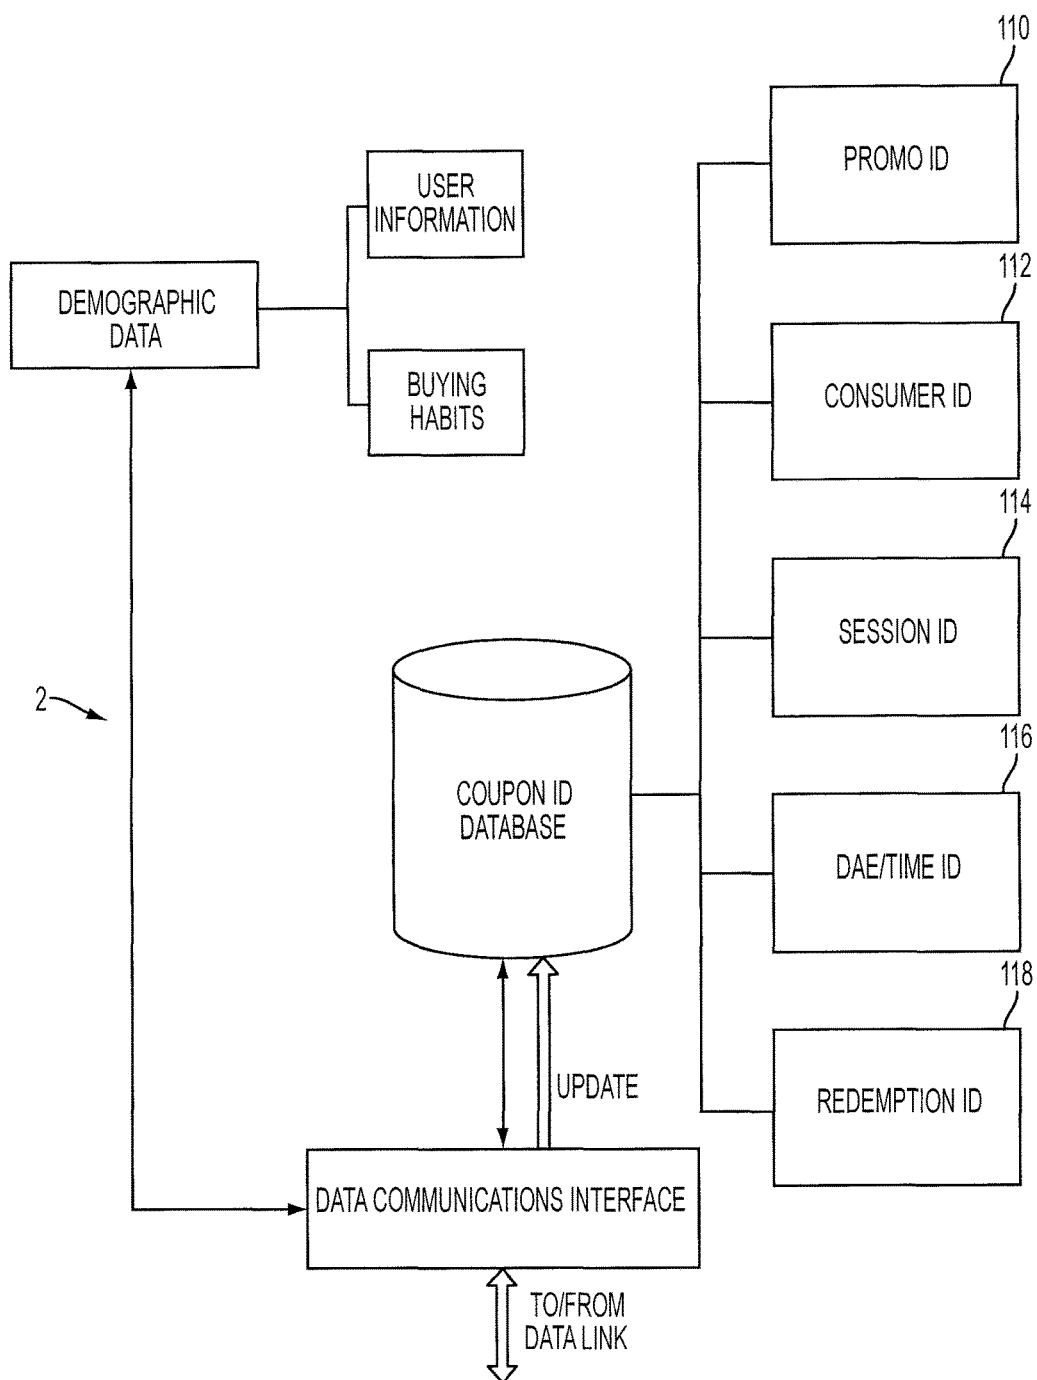 110
PROMO ID
USER
INFORMATION
112
DEMOGRAPHIC
DATA
CONSUMER ID
BUYING
HABITS
114
SESSION ID
2
116
COUPON ID
DATABASE
DAE/TIME ID
118
UPDATE
REDEMPTION ID
DATA COMMUNICATIONS INTERFACE
TO/FROM
DATA LINK